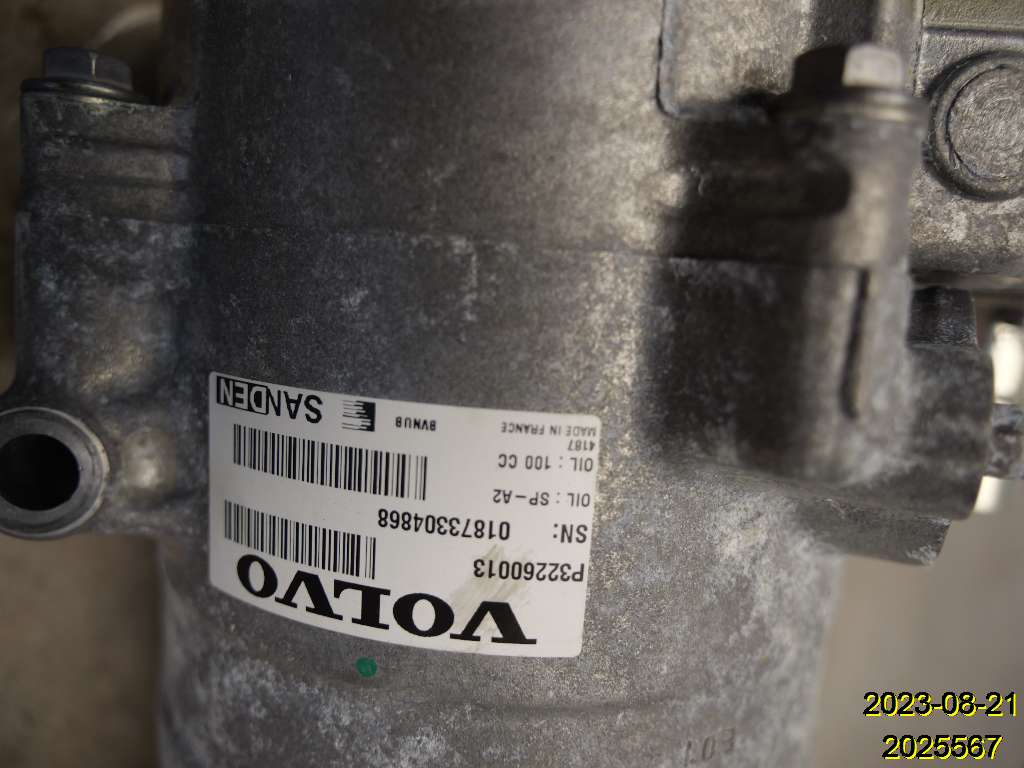 VOLVO
P32260013
SN: 01873304868
OIL : SP-A2
OIL : 100 CC
4187
MADE IN FRANCE
BVNUB
SANDEN
2023-08-21
2025567